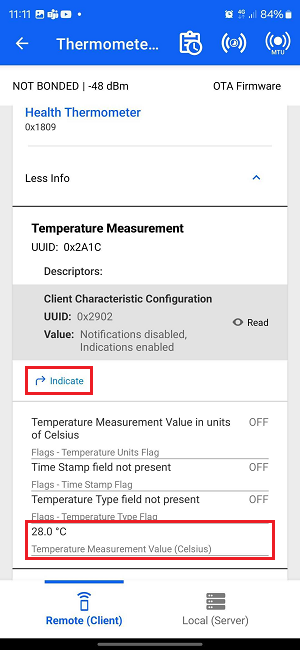 11:11 84%
Thermomete...
MTU
NOT BONDED | -48 dBm OTA Firmware
Health Thermometer
0x1809
Less Info
Temperature Measurement
UUID: 0x2A1C
Descriptors:
Client Characteristic Configuration
UUID: 0x2902
Read
Value: Notifications disabled,
Indications enabled
Indicate
Temperature Measurement Value in units OFF
of Celsius
Flags - Temperature Units Flag
Time Stamp field not present OFF
Flags - Time Stamp Flag
Temperature Type field not present OFF
Flags - Temperature Type Flag
28.0 °C
Temperature Measurement Value (Celsius)
Remote (Client) Local (Server)